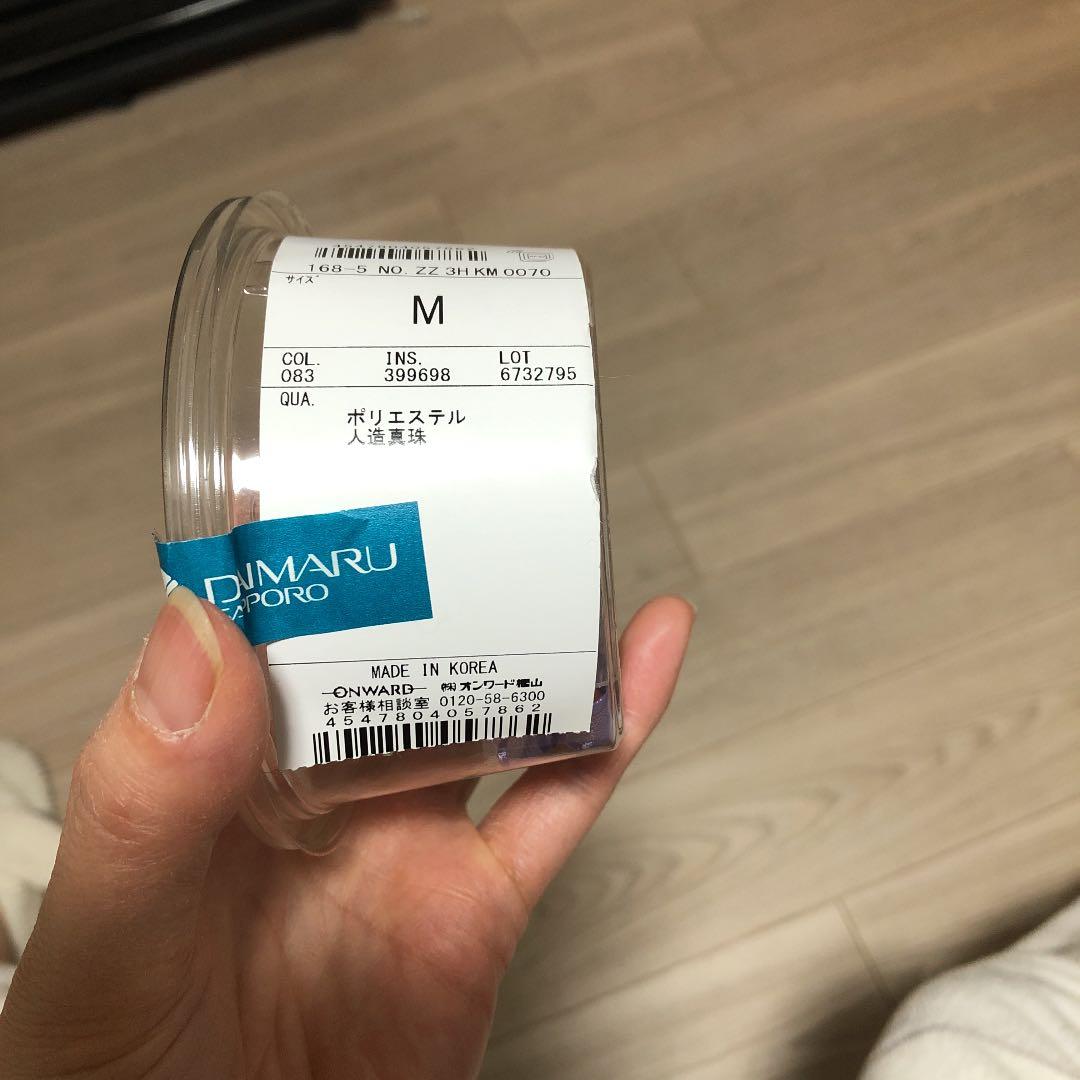 168-5 NO. ZZ 3H KM 0070
サイズ
M
COL. INS. LOT
083 399698 6732795
QUA.
ポリエステル
人造真珠
DAIMARU
SAPPORO
MADE IN KOREA
ONWARD ㈱オンワード樫山
お客様相談室 0120-58-6300
4547804057862